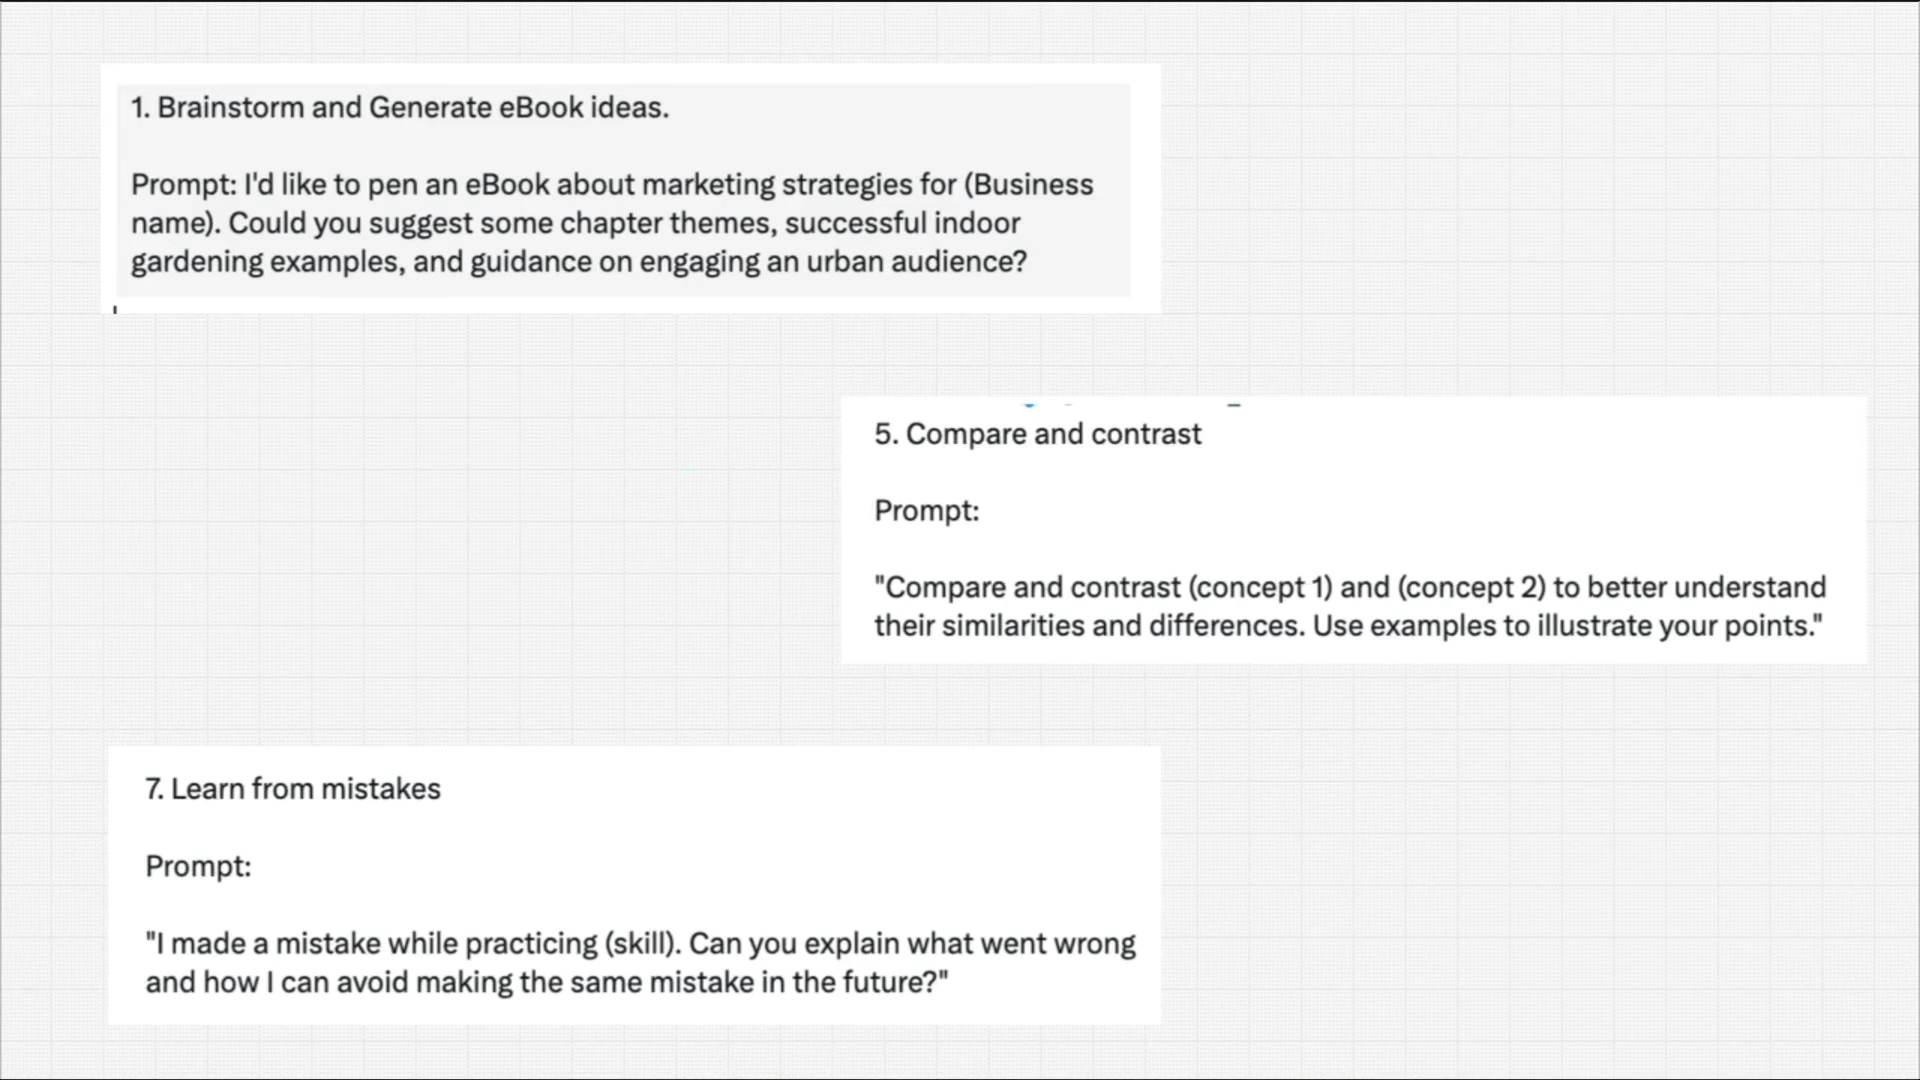 1. Brainstorm and Generate eBook ideas.
Prompt: I'd like to pen an eBook about marketing strategies for (Business
name). Could you suggest some chapter themes, successful indoor
gardening examples, and guidance on engaging an urban audience?
5. Compare and contrast
Prompt:
"Compare and contrast (concept 1) and (concept 2) to better understand
their similarities and differences. Use examples to illustrate your points."
7. Learn from mistakes
Prompt:
"I made a mistake while practicing (skill). Can you explain what went wrong
and how I can avoid making the same mistake in the future?"